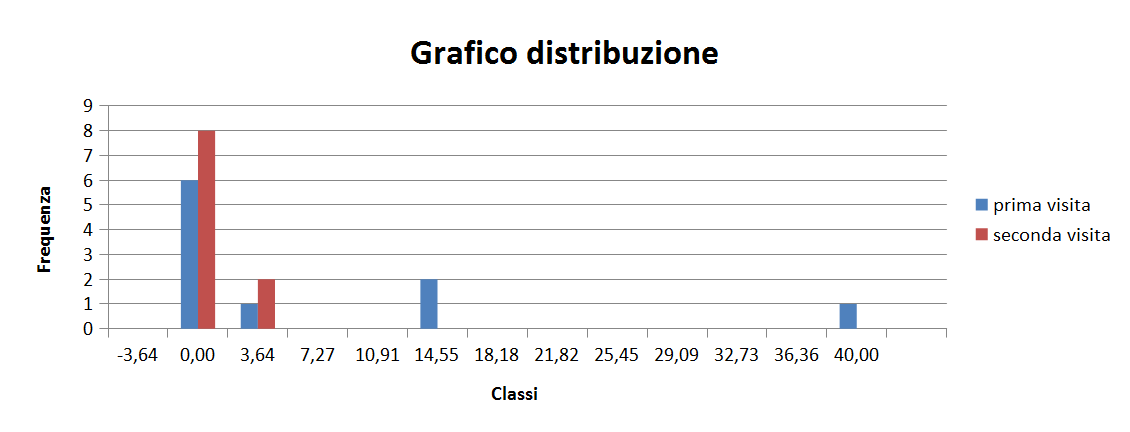 Grafico distribuzione
9
8
7
6
5
4
3
2
1
0
Frequenza
-3,64 0,00 3,64 7,27 10,91 14,55 18,18 21,82 25,45 29,09 32,73 36,36 40,00
Classi
prima visita
seconda visita